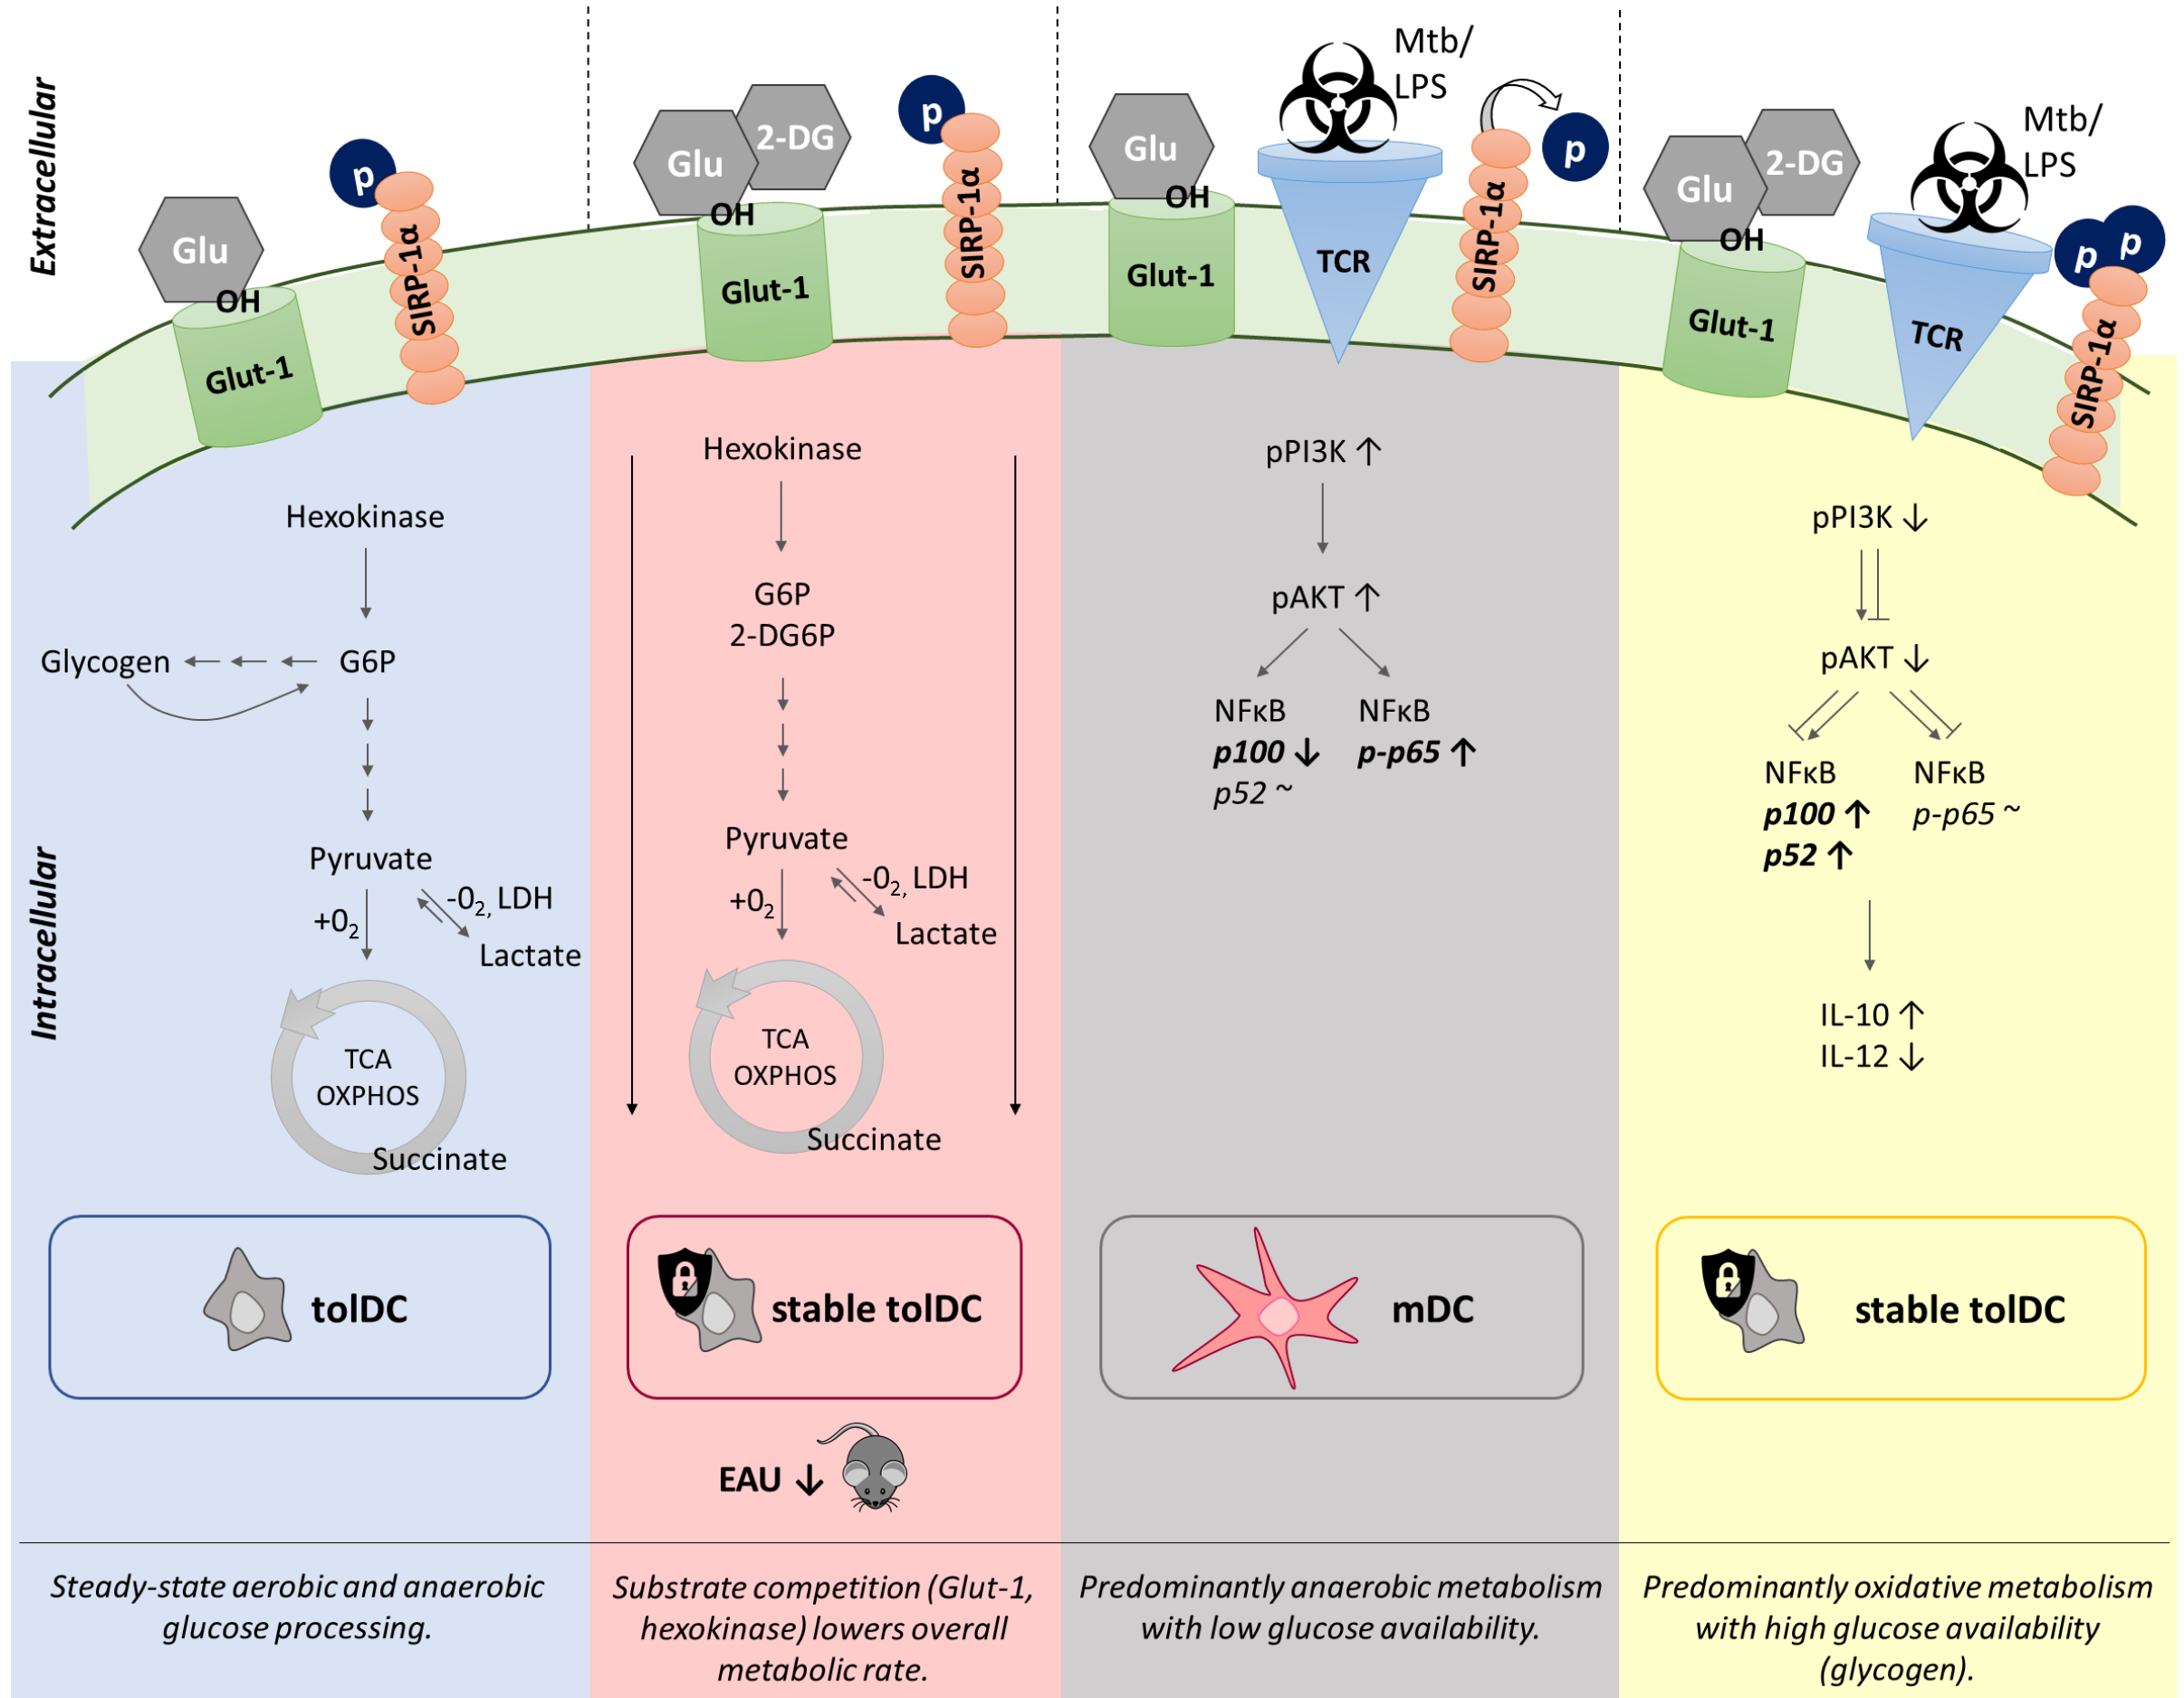 Extracellular
Intracellular
Glu
OH
Glut-1
p
SIRP-1α
Hexokinase
Glycogen
G6P
Pyruvate
+0₂
-0₂, LDH
Lactate
TCA
OXPHOS
Succinate
tolDC
Steady-state aerobic and anaerobic
glucose processing.
Glu
2-DG
OH
Glut-1
p
SIRP-1α
Hexokinase
G6P
2-DG6P
Pyruvate
+0₂
-0₂, LDH
Lactate
TCA
OXPHOS
Succinate
stable tolDC
EAU ↓
Substrate competition (Glut-1,
hexokinase) lowers overall
metabolic rate.
Glu
OH
Glut-1
Mtb/
LPS
TCR
SIRP-1α
p
pPI3K ↑
pAKT ↑
NFκB
p100 ↓
p52 ~
NFκB
p-p65 ↑
mDC
Predominantly anaerobic metabolism
with low glucose availability.
Glu
2-DG
OH
Glut-1
Mtb/
LPS
TCR
p
p
SIRP-1α
pPI3K ↓
pAKT ↓
NFκB
p100 ↑
p52 ↑
NFκB
p-p65 ~
IL-10 ↑
IL-12 ↓
stable tolDC
Predominantly oxidative metabolism
with high glucose availability
(glycogen).